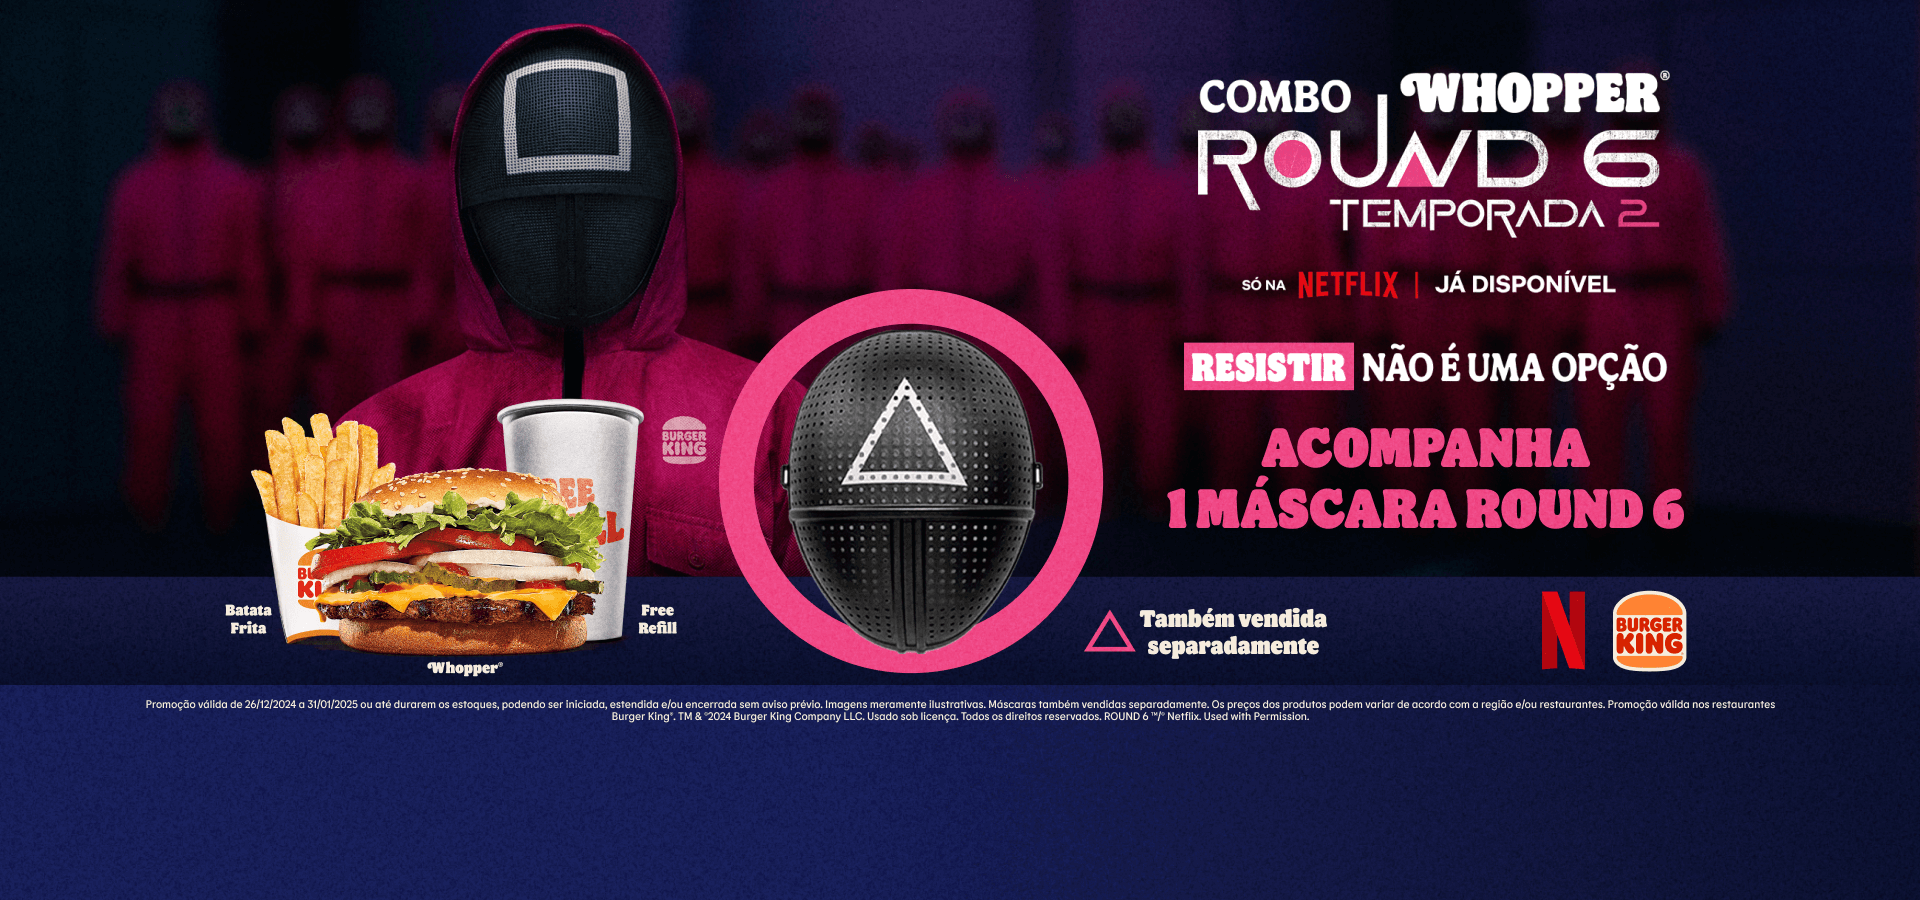 COMBO WHOPPER®
ROUND 6
TEMPORADA 2
SÓ NA NETFLIX | JÁ DISPONÍVEL
RESISTIR NÃO É UMA OPÇÃO
ACOMPANHA
1 MÁSCARA ROUND 6
BURGER
KING
Batata
Frita
Whopper®
Free
Refill
Também vendida
separadamente
N
BURGER
KING
Promoção válida de 26/12/2024 a 31/01/2025 ou até durarem os estoques, podendo ser iniciada, estendida e/ou encerrada sem aviso prévio. Imagens meramente ilustrativas. Máscaras também vendidas separadamente. Os preços dos produtos podem variar de acordo com a região e/ou restaurantes. Promoção válida nos restaurantes
Burger King®. TM & ©2024 Burger King Company LLC. Usado sob licença. Todos os direitos reservados. ROUND 6 ™/® Netflix. Used with Permission.